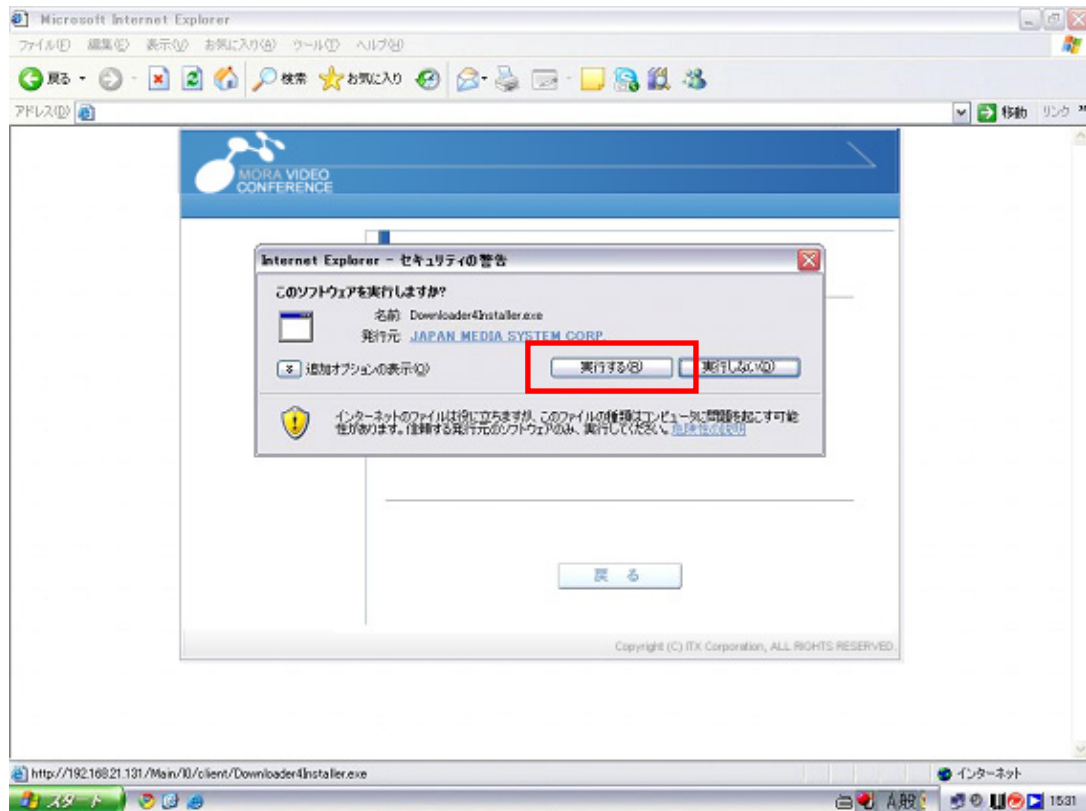 Microsoft Internet Explorer
ファイル(F) 編集(E) 表示(V) お気に入り(A) ツール(T) ヘルプ(H)
戻る 検索 お気に入り
アドレス(D) 移動 リンク »
MORA VIDEO
CONFERENCE
Internet Explorer - セキュリティの警告
このソフトウェアを実行しますか?
名前: Downloader4Installer.exe
発行元: JAPAN MEDIA SYSTEM CORP.
追加オプションの表示(O) 実行する(R) 実行しない(D)
インターネットのファイルは役に立ちますが、このファイルの種類はコンピュータに問題を起こす可能
性があります。信頼する発行元のソフトウェアのみ、実行してください。危険性の説明
戻る
Copyright (C) ITX Corporation, ALL RIGHTS RESERVED.
http://192.168.21.131/Main/10/client/Downloader4Installer.exe インターネット
スタート A 般 15:31